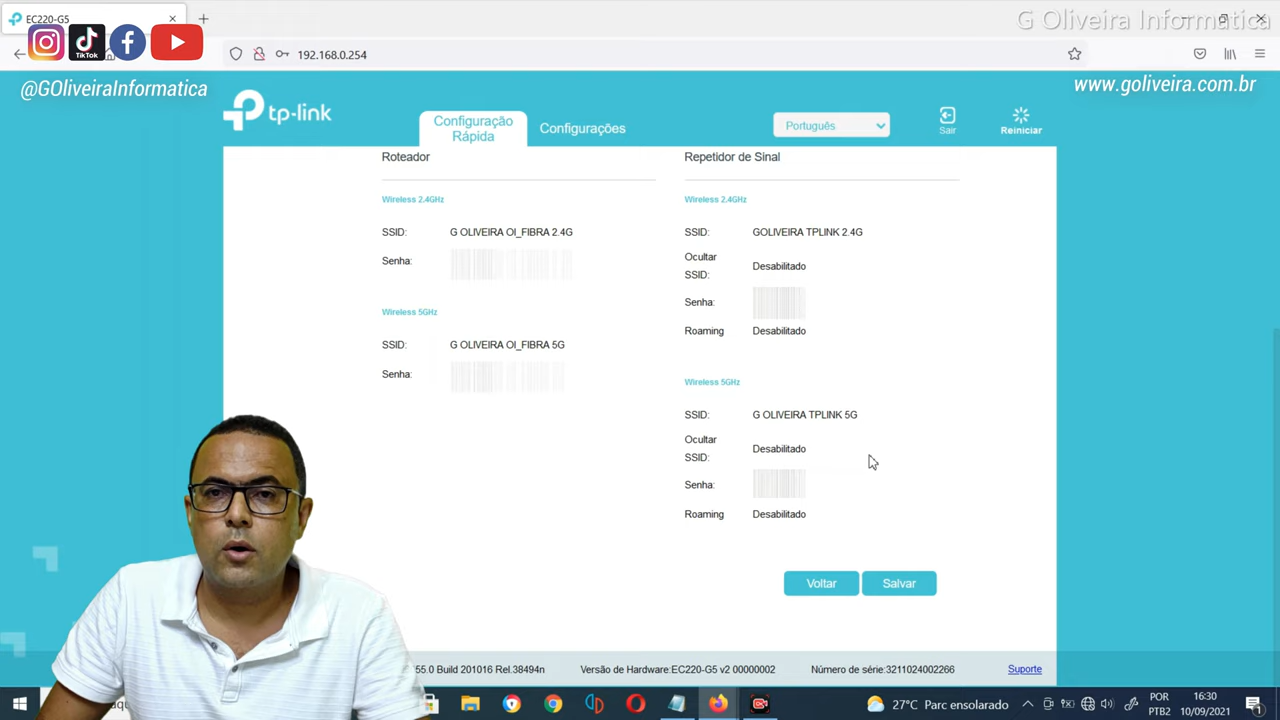 EC220-G5
G Oliveira Informatica
TikTok
192.168.0.254
@GOliveiraInformatica
www.goliveira.com.br
tp-link
Configuração
Rápida
Configurações
Português
Sair
Reiniciar
Roteador
Repetidor de Sinal
Wireless 2.4GHz
Wireless 2.4GHz
SSID: G OLIVEIRA OI_FIBRA 2.4G
SSID: GOLIVEIRA TPLINK 2.4G
Senha:
Ocultar
SSID: Desabilitado
Senha:
Roaming Desabilitado
Wireless 5GHz
SSID: G OLIVEIRA OI_FIBRA 5G
Senha:
Wireless 5GHz
SSID: G OLIVEIRA TPLINK 5G
Ocultar
SSID: Desabilitado
Senha:
Roaming Desabilitado
Voltar
Salvar
55.0 Build 201016 Rel.38494n
Versão de Hardware:EC220-G5 v2 00000002
Número de série:3211024002266
Suporte
27°C Parc ensolarado
POR
PTB2
16:30
10/09/2021
1